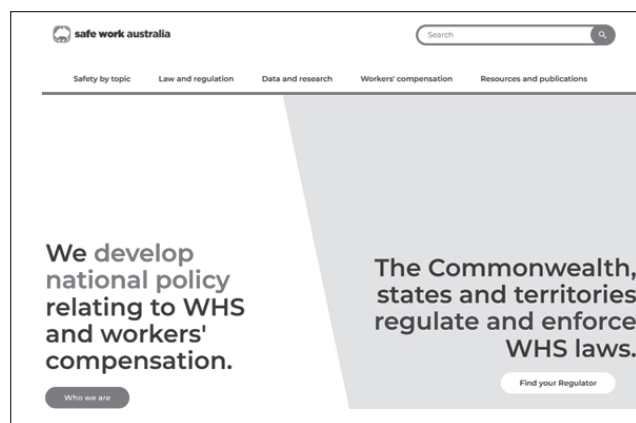 safe work australia
Search
Safety by topic Law and regulation Data and research Workers' compensation Resources and publications
We develop
national policy
relating to WHS
and workers'
compensation.
Who we are
The Commonwealth,
states and territories
regulate and enforce
WHS laws.
Find your Regulator